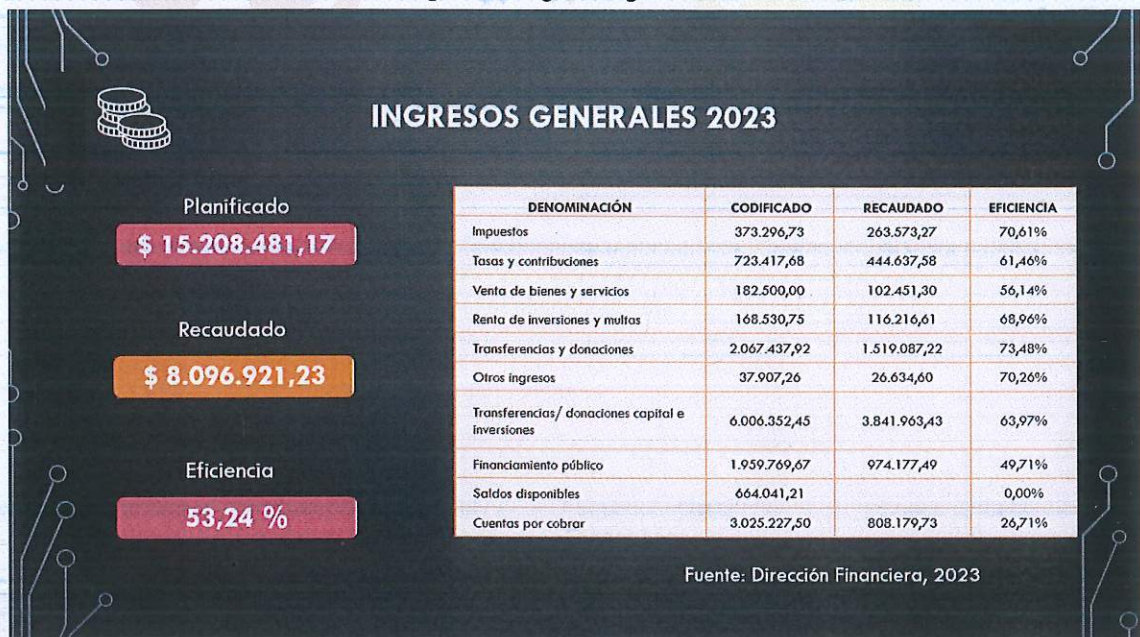 INGRESOS GENERALES 2023
Planificado
$ 15.208.481,17
Recaudado
$ 8.096.921,23
Eficiencia
53,24 %
DENOMINACIÓN CODIFICADO RECAUDADO EFICIENCIA
Impuestos 373.296,73 263.573,27 70,61%
Tasas y contribuciones 723.417,68 444.637,58 61,46%
Venta de bienes y servicios 182.500,00 102.451,30 56,14%
Renta de inversiones y multas 168.530,75 116.216,61 68,96%
Transferencias y donaciones 2.067.437,92 1.519.087,22 73,48%
Otros ingresos 37.907,26 26.634,60 70,26%
Transferencias/ donaciones capital e
inversiones 6.006.352,45 3.841.963,43 63,97%
Financiamiento público 1.959.769,67 974.177,49 49,71%
Saldos disponibles 664.041,21 0,00%
Cuentas por cobrar 3.025.227,50 808.179,73 26,71%
Fuente: Dirección Financiera, 2023